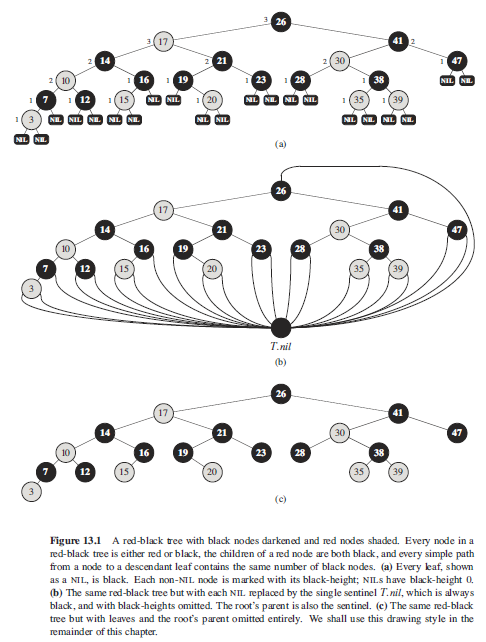 3 26
3 17 41 2
2 14 2 21 2 30 1 47
2 10 1 16 1 19 1 23 1 28 1 38 NIL NIL
1 7 1 12 1 15 NIL NIL 1 20 NIL NIL NIL NIL 1 35 1 39
1 3 NIL NIL NIL NIL NIL NIL NIL NIL NIL NIL NIL
NIL NIL
(a)
26
17 41
14 21 30 47
10 16 19 23 28 38
7 12 15 20 35 39
3
T.nil
(b)
26
17 41
14 21 30 47
10 16 19 23 28 38
7 12 15 20 35 39
3
(c)
Figure 13.1 A red-black tree with black nodes darkened and red nodes shaded. Every node in a
red-black tree is either red or black, the children of a red node are both black, and every simple path
from a node to a descendant leaf contains the same number of black nodes. (a) Every leaf, shown
as a NIL, is black. Each non-NIL node is marked with its black-height; NILs have black-height 0.
(b) The same red-black tree but with each NIL replaced by the single sentinel T.nil, which is always
black, and with black-heights omitted. The root's parent is also the sentinel. (c) The same red-black
tree but with leaves and the root's parent omitted entirely. We shall use this drawing style in the
remainder of this chapter.